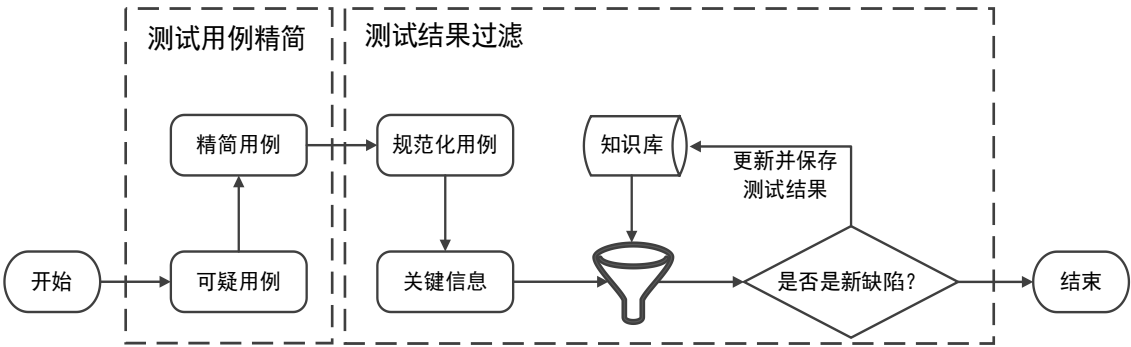 测试用例精简
测试结果过滤
精简用例
规范化用例
知识库
更新并保存
测试结果
开始
可疑用例
关键信息
是否是新缺陷?
结束